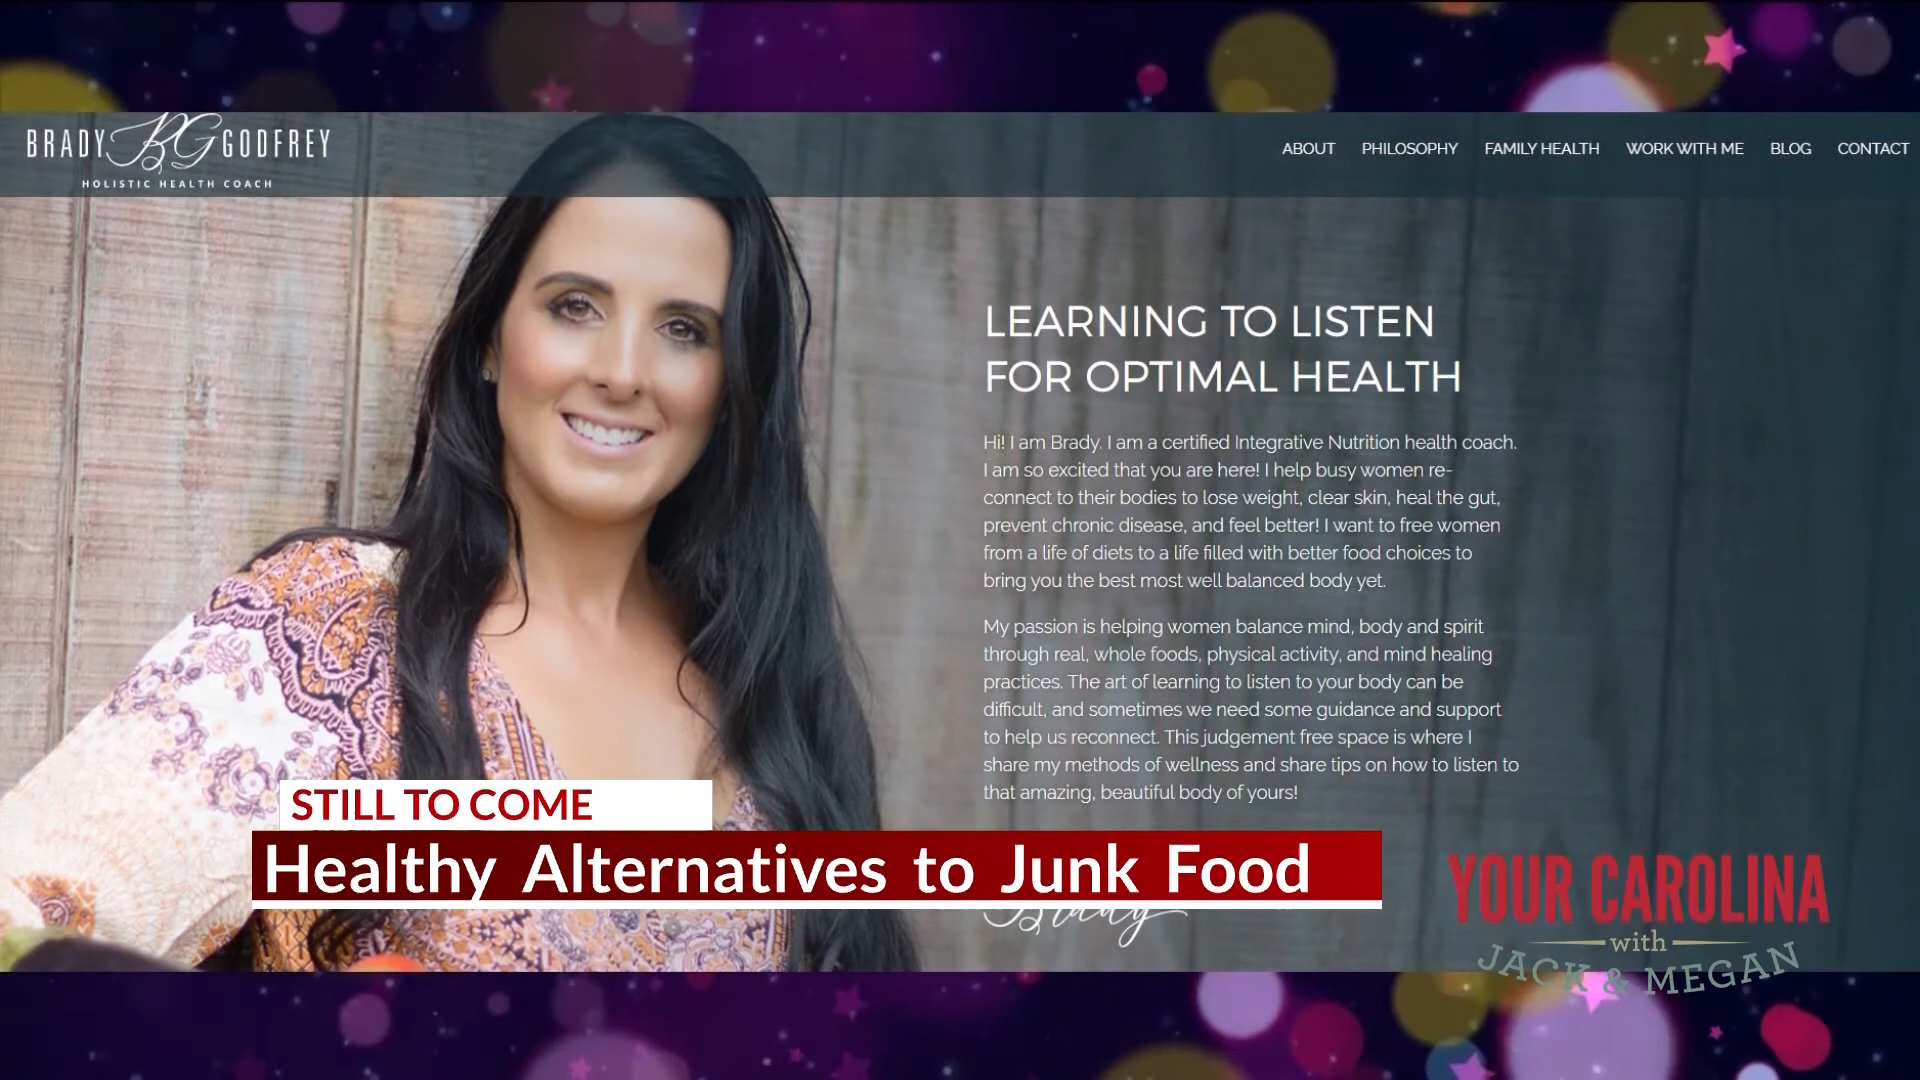 BRADY BG GODFREY
HOLISTIC HEALTH COACH
ABOUT PHILOSOPHY FAMILY HEALTH WORK WITH ME BLOG CONTACT
LEARNING TO LISTEN
FOR OPTIMAL HEALTH
Hi! I am Brady. I am a certified Integrative Nutrition health coach.
I am so excited that you are here! I help busy women re-
connect to their bodies to lose weight, clear skin, heal the gut,
prevent chronic disease, and feel better! I want to free women
from a life of diets to a life filled with better food choices to
bring you the best most well balanced body yet.
My passion is helping women balance mind, body and spirit
through real, whole foods, physical activity, and mind healing
practices. The art of learning to listen to your body can be
difficult, and sometimes we need some guidance and support
to help us reconnect. This judgement free space is where I
share my methods of wellness and share tips on how to listen to
that amazing, beautiful body of yours!
STILL TO COME
Healthy Alternatives to Junk Food
Brady
YOUR CAROLINA
with
JACK & MEGAN